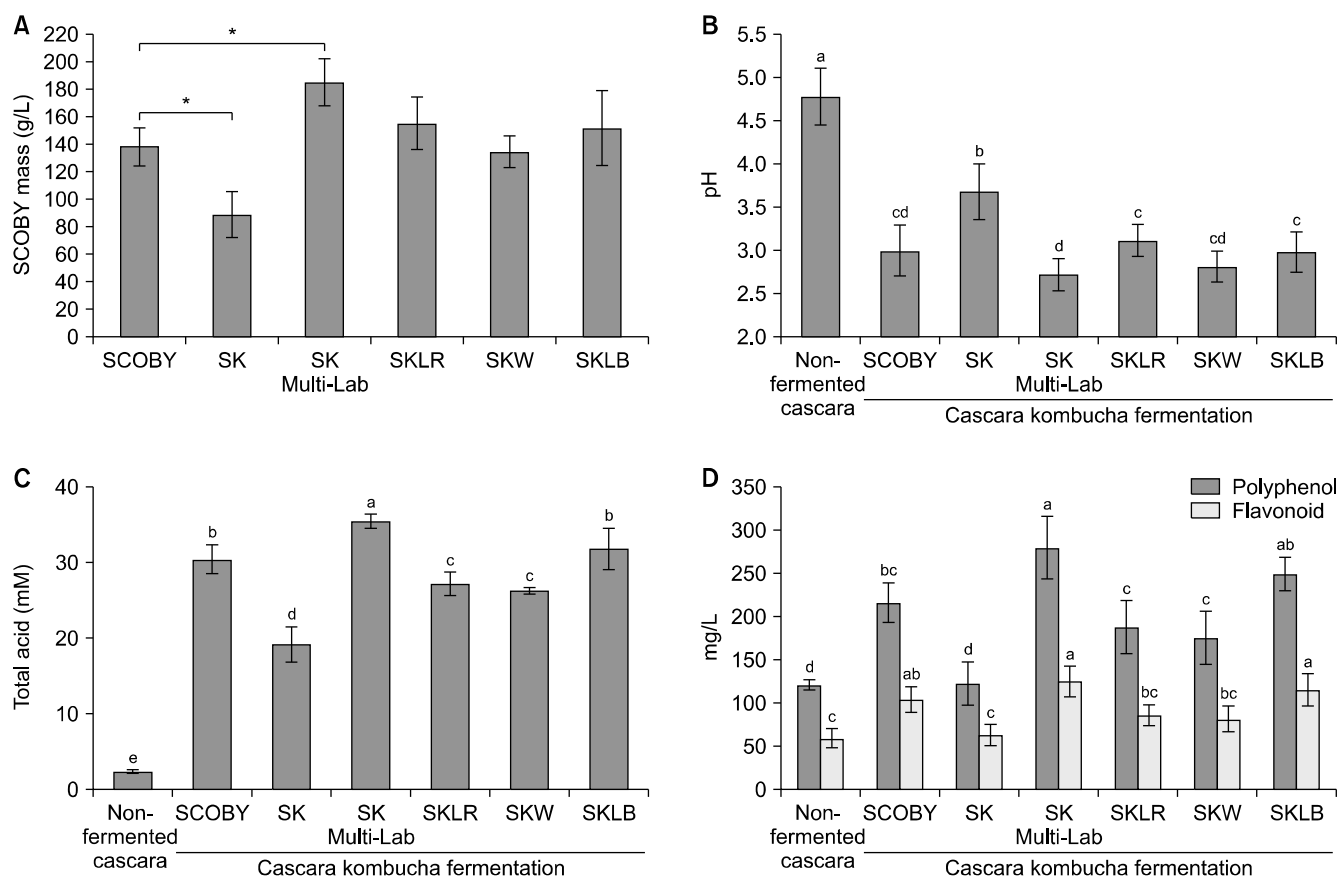 A
220
200
180
160
140
120
100
80
60
40
20
0
SCOBY mass (g/L)
*
*
SCOBY SK SK SKLR SKW SKLB
Multi-Lab
B
5.5
5.0
4.5
4.0
3.5
3.0
2.5
2.0
pH
a
cd
b
d
c
cd
c
Non-fermented cascara SCOBY SK SK SKLR SKW SKLB
Multi-Lab
Cascara kombucha fermentation
C
40
30
20
10
0
Total acid (mM)
e
b
d
a
c
c
b
Non-fermented cascara SCOBY SK SK SKLR SKW SKLB
Multi-Lab
Cascara kombucha fermentation
D
350
300
250
200
150
100
50
0
mg/L
Polyphenol
Flavonoid
d
c
bc
ab
d
c
a
a
c
bc
c
bc
ab
a
Non-fermented cascara SCOBY SK SK SKLR SKW SKLB
Multi-Lab
Cascara kombucha fermentation